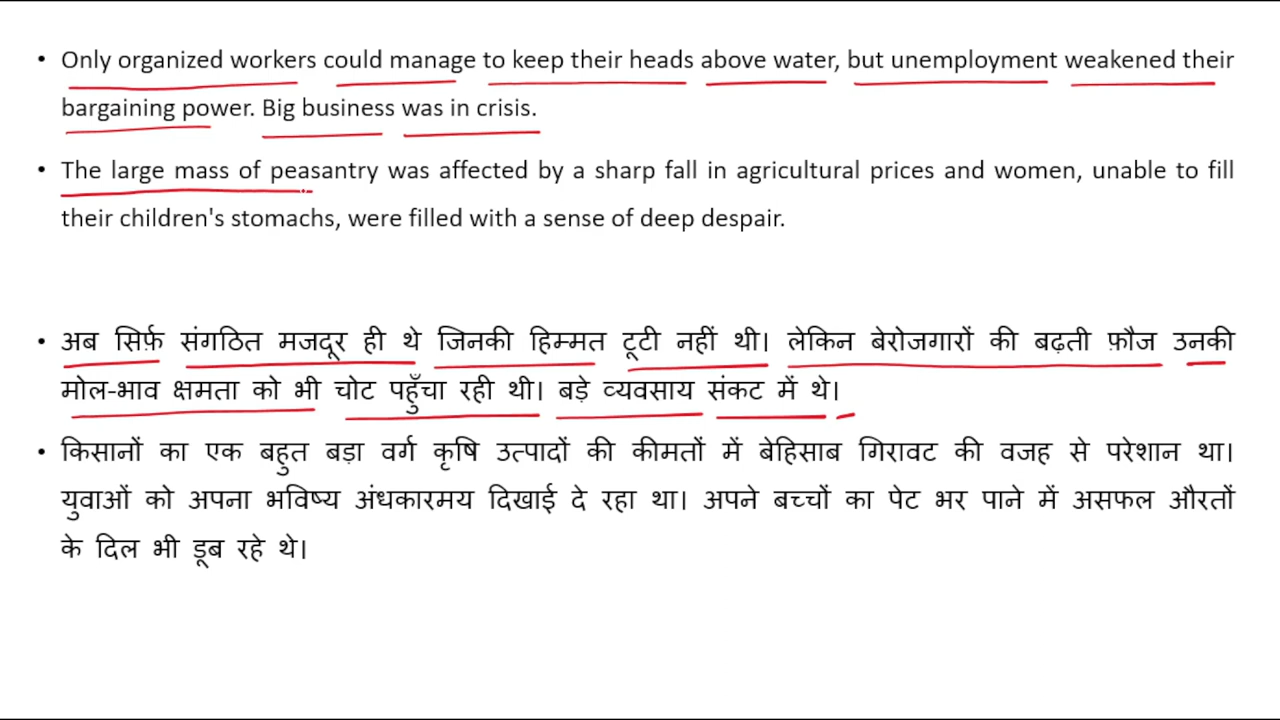 • Only organized workers could manage to keep their heads above water, but unemployment weakened their
bargaining power. Big business was in crisis.
• The large mass of peasantry was affected by a sharp fall in agricultural prices and women, unable to fill
their children's stomachs, were filled with a sense of deep despair.
• अब सिर्फ़ संगठित मजदूर ही थे जिनकी हिम्मत टूटी नहीं थी। लेकिन बेरोजगारों की बढ़ती फ़ौज उनकी
मोल-भाव क्षमता को भी चोट पहुँचा रही थी। बड़े व्यवसाय संकट में थे।
• किसानों का एक बहुत बड़ा वर्ग कृषि उत्पादों की कीमतों में बेहिसाब गिरावट की वजह से परेशान था।
युवाओं को अपना भविष्य अंधकारमय दिखाई दे रहा था। अपने बच्चों का पेट भर पाने में असफल औरतों
के दिल भी डूब रहे थे।